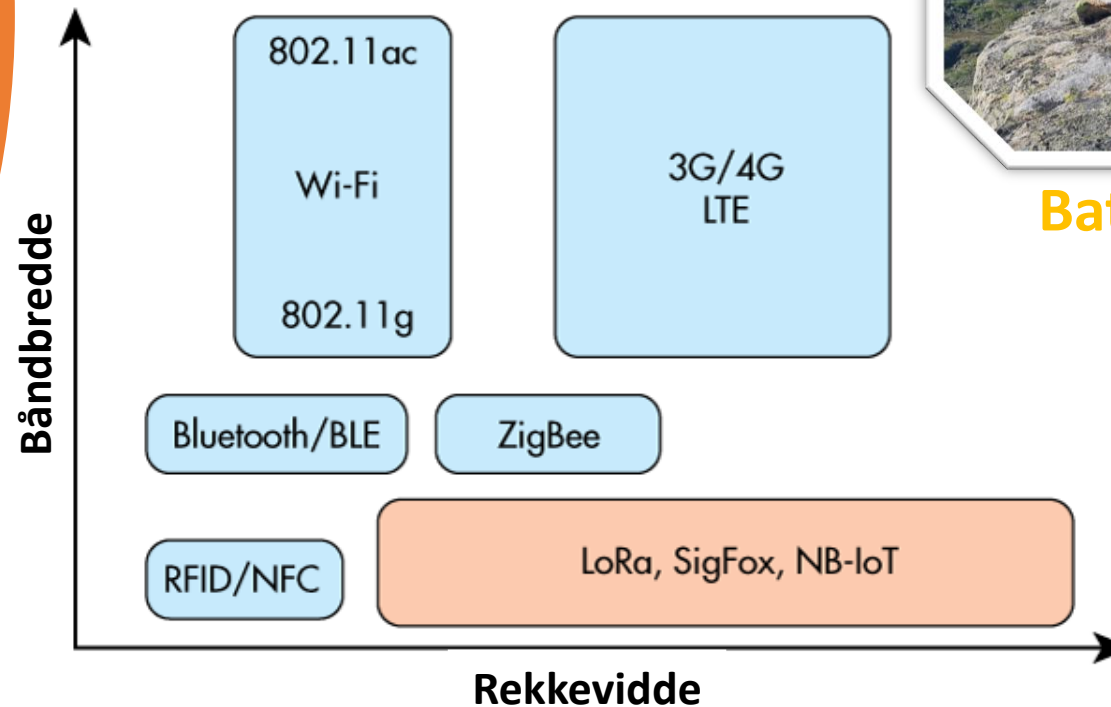 802.11ac
Wi-Fi
802.11g
3G/4G
LTE
Båndbredde
Bluetooth/BLE
ZigBee
RFID/NFC
LoRa, SigFox, NB-IoT
Rekkevidde